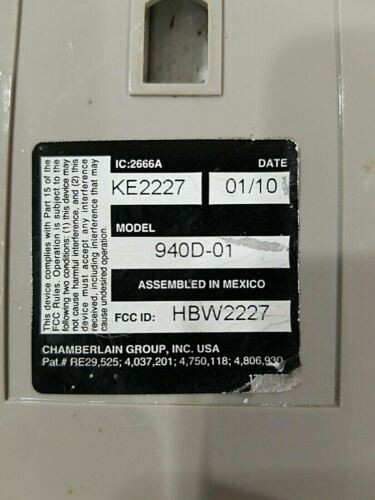 This device complies with Part 15 of the
FCC rules. Operation is subject to the
following two conditions: (1) this device may
not cause harmful interference, and (2) this
device must accept any interference
received, including interference that may
cause undesired operation.
IC:2666A DATE
KE2227 01/10
MODEL
940D-01
ASSEMBLED IN MEXICO
FCC ID: HBW2227
CHAMBERLAIN GROUP, INC. USA
Pat.# RE29,525; 4,037,201; 4,750,118; 4,806,930